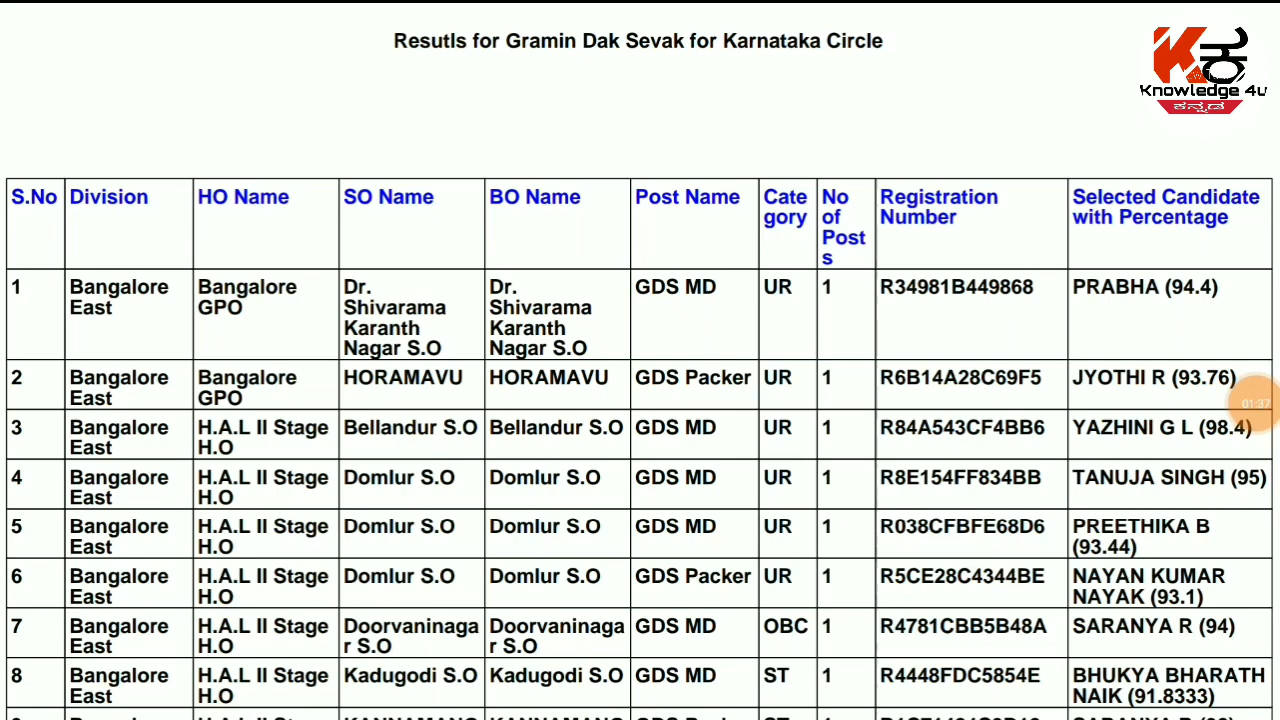 Resutls for Gramin Dak Sevak for Karnataka Circle
Knowledge 4u
ಕನ್ನಡ
S.No Division HO Name SO Name BO Name Post Name Cate Registration Selected Candidate
gory No of Post s Number with Percentage
1 Bangalore East Bangalore GPO Dr. Shivarama Karanth Nagar S.O Dr. Shivarama Karanth Nagar S.O GDS MD UR 1 R34981B449868 PRABHA (94.4)
2 Bangalore East Bangalore GPO HORAMAVU HORAMAVU GDS Packer UR 1 R6B14A28C69F5 JYOTHI R (93.76)
01:37
3 Bangalore East H.A.L II Stage H.O Bellandur S.O Bellandur S.O GDS MD UR 1 R84A543CF4BB6 YAZHINI G L (98.4)
4 Bangalore East H.A.L II Stage H.O Domlur S.O Domlur S.O GDS MD UR 1 R8E154FF834BB TANUJA SINGH (95)
5 Bangalore East H.A.L II Stage H.O Domlur S.O Domlur S.O GDS MD UR 1 R038CFBFE68D6 PREETHIKA B (93.44)
6 Bangalore East H.A.L II Stage H.O Domlur S.O Domlur S.O GDS Packer UR 1 R5CE28C4344BE NAYAN KUMAR NAYAK (93.1)
7 Bangalore East H.A.L II Stage H.O Doorvaninaga r S.O Doorvaninaga r S.O GDS MD OBC 1 R4781CBB5B48A SARANYA R (94)
8 Bangalore East H.A.L II Stage H.O Kadugodi S.O Kadugodi S.O GDS MD ST 1 R4448FDC5854E BHUKYA BHARATH NAIK (91.8333)